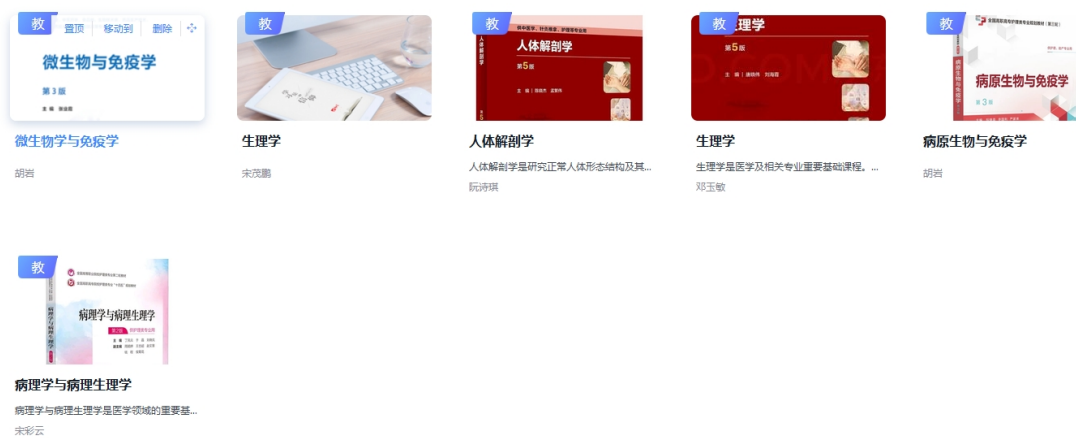 教
置顶
移动到
删除
微生物与免疫学
第3版
微生物学与免疫学
胡岩
教
生理学
宋茂鹏
教
人体解剖学
第5版
人体解剖学
人体解剖学是研究正常人体形态结构及其...
阮诗琪
教
生理学
第5版
生理学
生理学是医学及相关专业重要基础课程。...
邓玉敏
教
病原生物与免疫学
第3版
病原生物与免疫学
胡岩
教
病理学与病理生理学
第2版
病理学与病理生理学
病理学与病理生理学是医学领域的重要基...
宋彩云